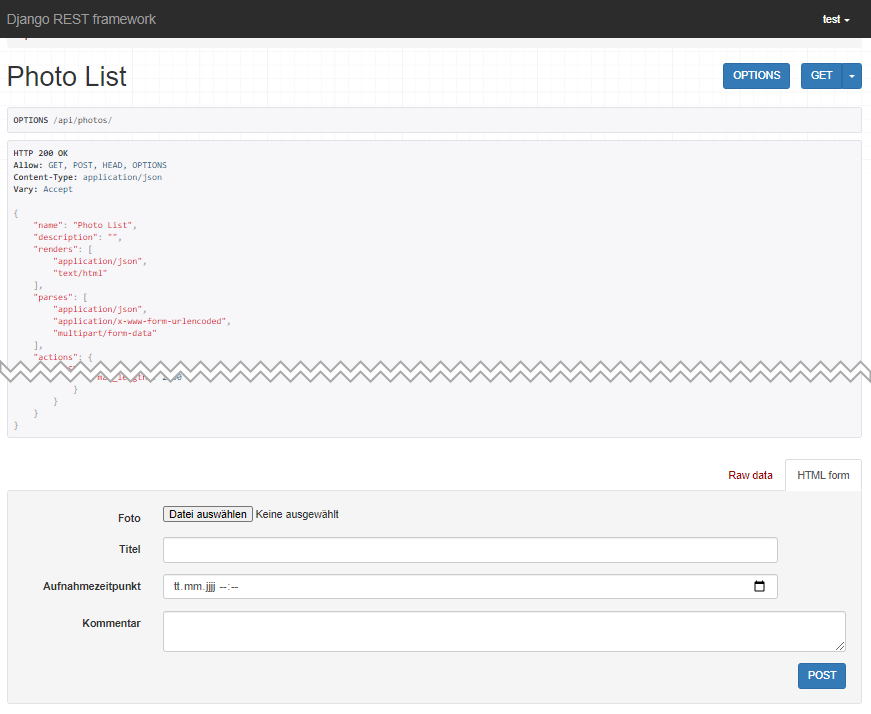 Django REST framework
test
Photo List
OPTIONS
GET
OPTIONS /api/photos/
HTTP 200 OK
Allow: GET, POST, HEAD, OPTIONS
Content-Type: application/json
Vary: Accept
{
"name": "Photo List",
"description": "",
"renders": [
"application/json",
"text/html"
],
"parses": [
"application/json",
"application/x-www-form-urlencoded",
"multipart/form-data"
],
"actions": {
}
}
}
}
Raw data
HTML form
Foto
Datei auswählen Keine ausgewählt
Titel
Aufnahmezeitpunkt
tt.mm.jjjj --:--
Kommentar
POST